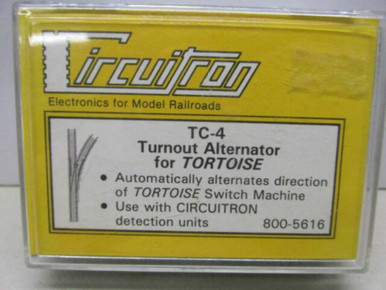 Circuitron
Electronics for Model Railroads
TC-4
Turnout Alternator
for TORTOISE
• Automatically alternates direction
of TORTOISE Switch Machine
• Use with CIRCUITRON
detection units 800-5616